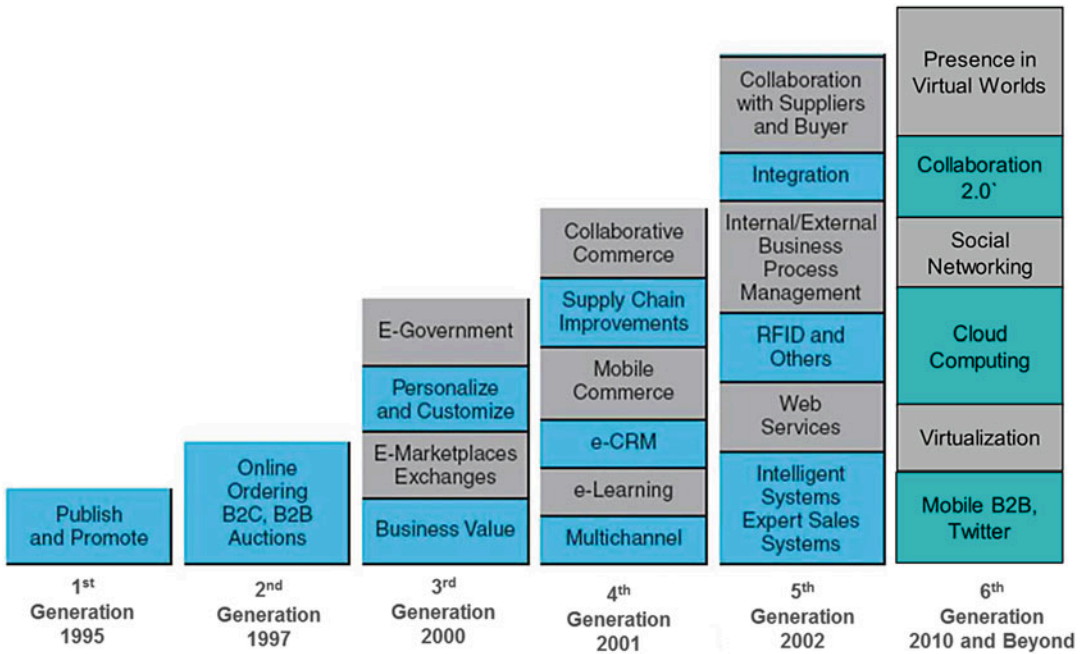 Publish
and Promote
1st
Generation
1995
Online
Ordering
B2C, B2B
Auctions
2nd
Generation
1997
E-Government
Personalize
and Customize
E-Marketplaces
Exchanges
Business Value
3rd
Generation
2000
Collaborative
Commerce
Supply Chain
Improvements
Mobile
Commerce
e-CRM
e-Learning
Multichannel
4th
Generation
2001
Collaboration
with Suppliers
and Buyer
Integration
Internal/External
Business
Process
Management
RFID and
Others
Web
Services
Intelligent
Systems
Expert Sales
Systems
5th
Generation
2002
Presence in
Virtual Worlds
Collaboration
2.0*
Social
Networking
Cloud
Computing
Virtualization
Mobile B2B,
Twitter
6th
Generation
2010 and Beyond